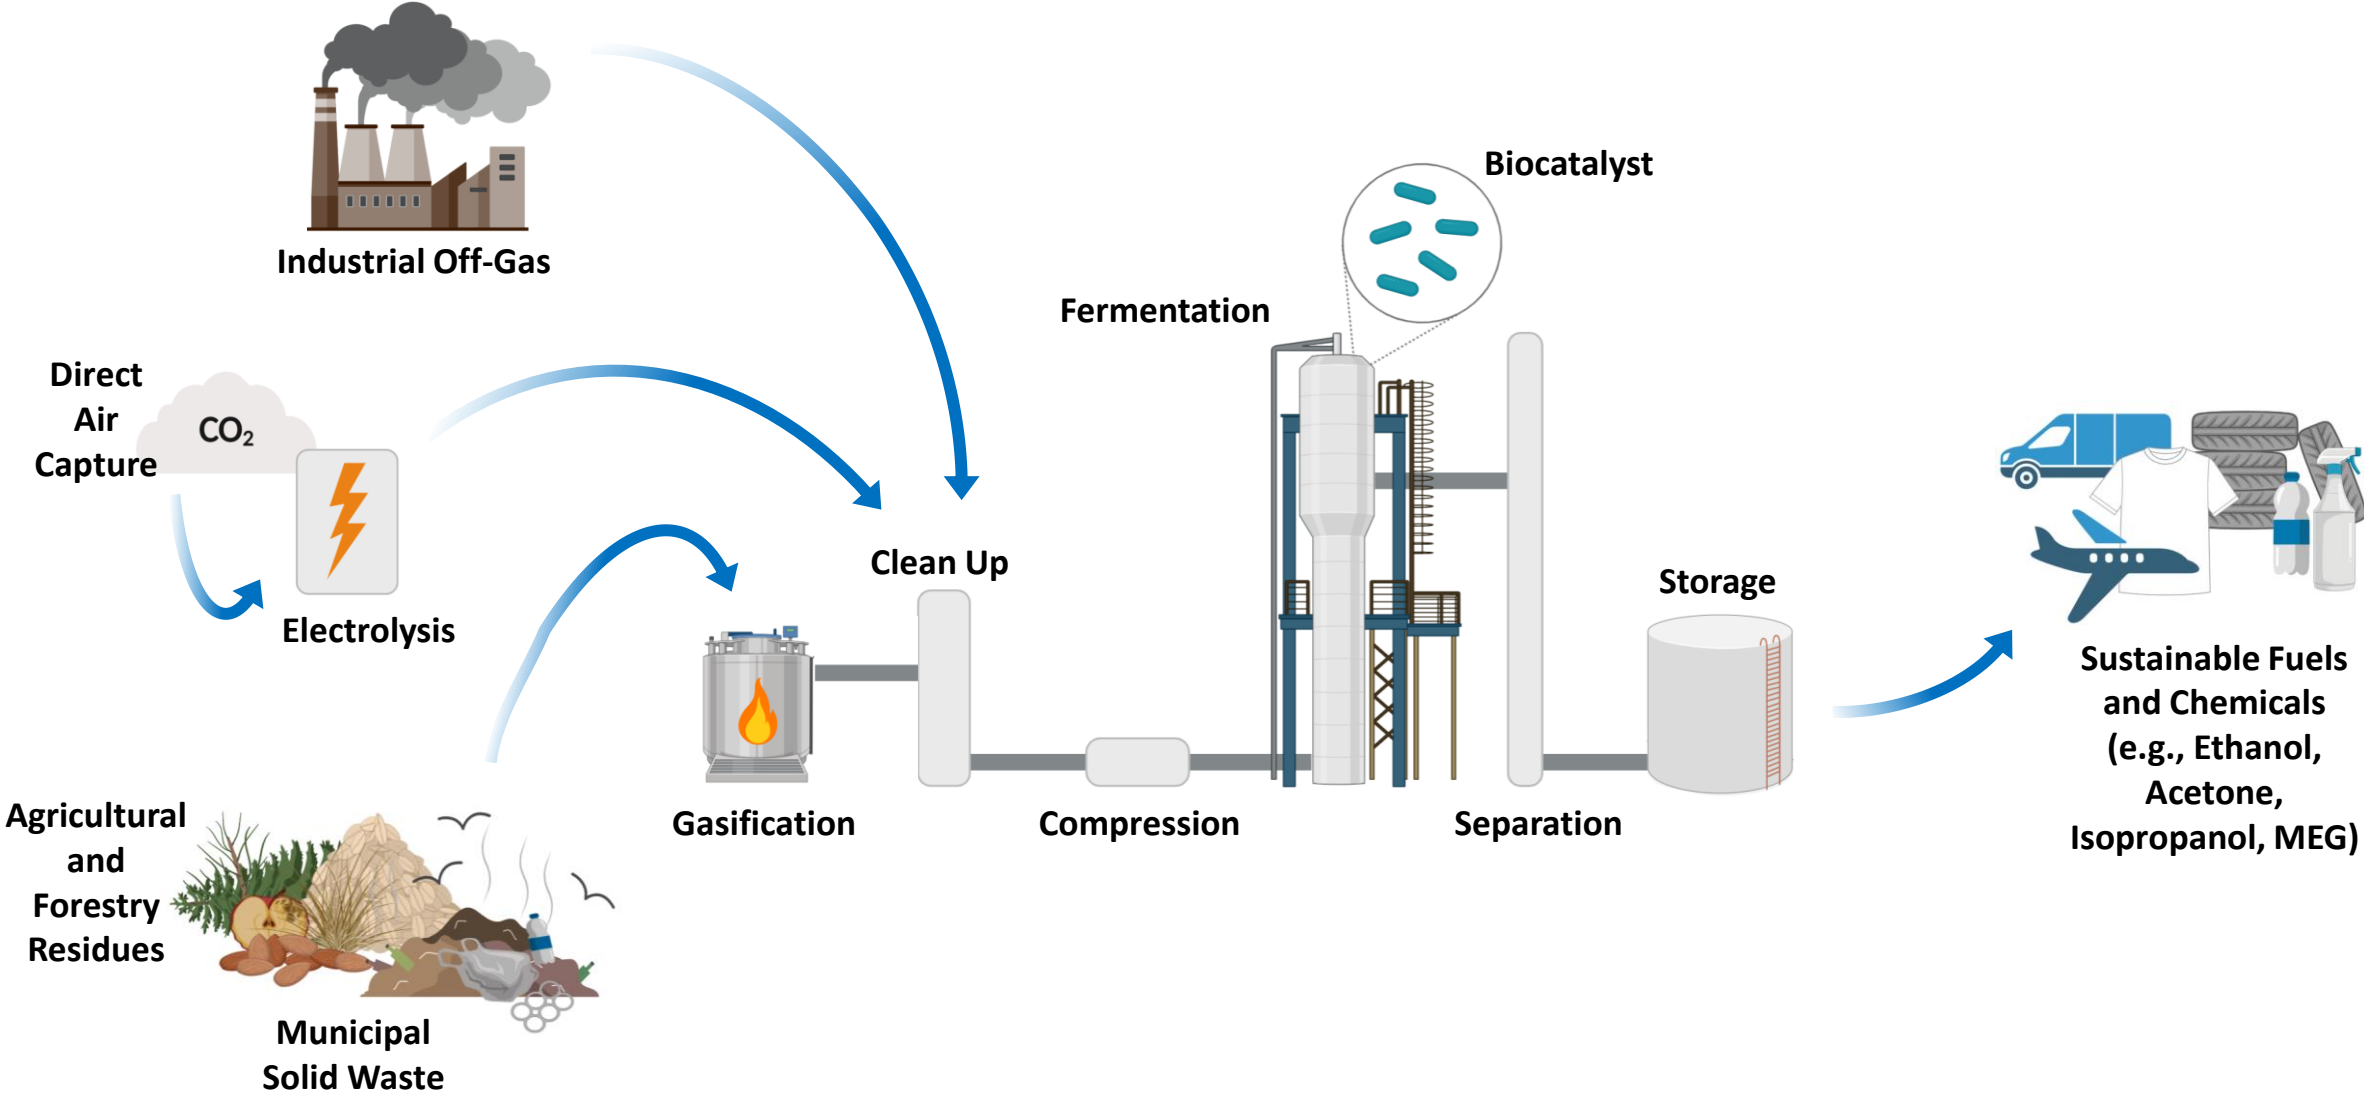 Industrial Off-Gas
Direct
Air
Capture
CO₂
Electrolysis
Agricultural
and
Forestry
Residues
Municipal
Solid Waste
Gasification
Clean Up
Compression
Fermentation
Biocatalyst
Separation
Storage
Sustainable Fuels
and Chemicals
(e.g., Ethanol,
Acetone,
Isopropanol, MEG)